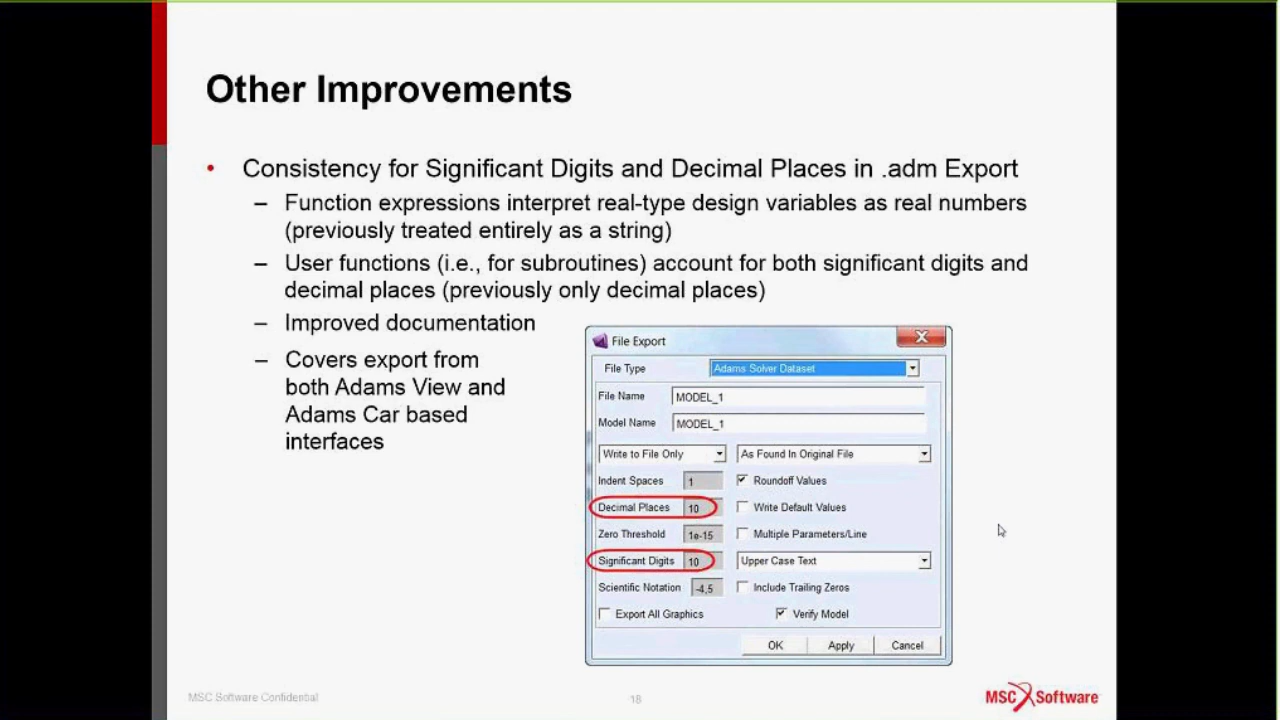 Other Improvements
• Consistency for Significant Digits and Decimal Places in .adm Export
– Function expressions interpret real-type design variables as real numbers
(previously treated entirely as a string)
– User functions (i.e., for subroutines) account for both significant digits and
decimal places (previously only decimal places)
– Improved documentation
– Covers export from
both Adams View and
Adams Car based
interfaces
File Export
File Type Adams Solver Dataset
File Name MODEL_1
Model Name MODEL_1
Write to File Only As Found In Original File
Indent Spaces 1 Roundoff Values
Decimal Places 10 Write Default Values
Zero Threshold 1e-15 Multiple Parameters/Line
Significant Digits 10 Upper Case Text
Scientific Notation -4,5 Include Trailing Zeros
Export All Graphics Verify Model
OK Apply Cancel
MSC Software Confidential 18 MSC Software